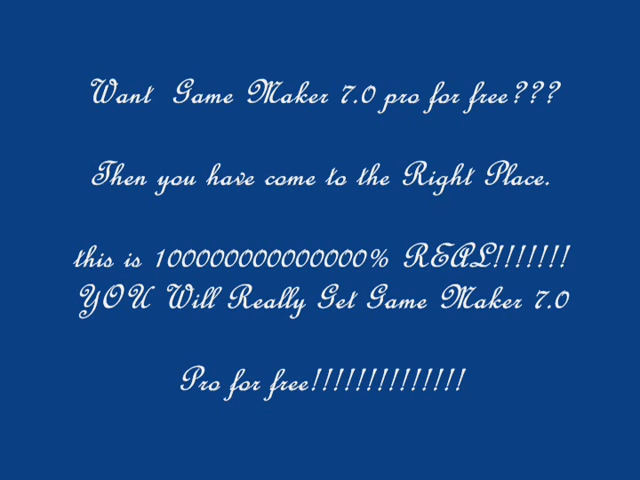 Want Game Maker 7.0 pro for free???
Then you have come to the Right Place.
this is 100000000000000% REAL!!!!!!!
YOU Will Really Get Game Maker 7.0
Pro for free!!!!!!!!!!!!!!